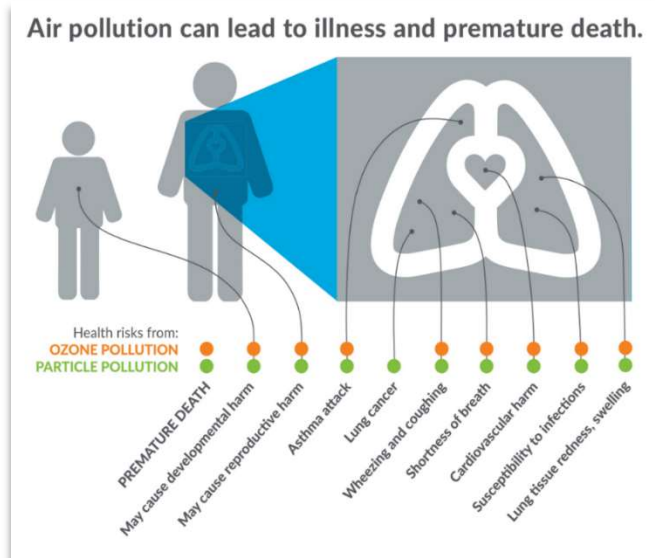 Air pollution can lead to illness and premature death.
Health risks from:
OZONE POLLUTION
PARTICLE POLLUTION
PREMATURE DEATH
May cause developmental harm
May cause reproductive harm
Asthma attack
Lung cancer
Wheezing and coughing
Shortness of breath
Cardiovascular harm
Susceptibility to infections
Lung tissue redness, swelling